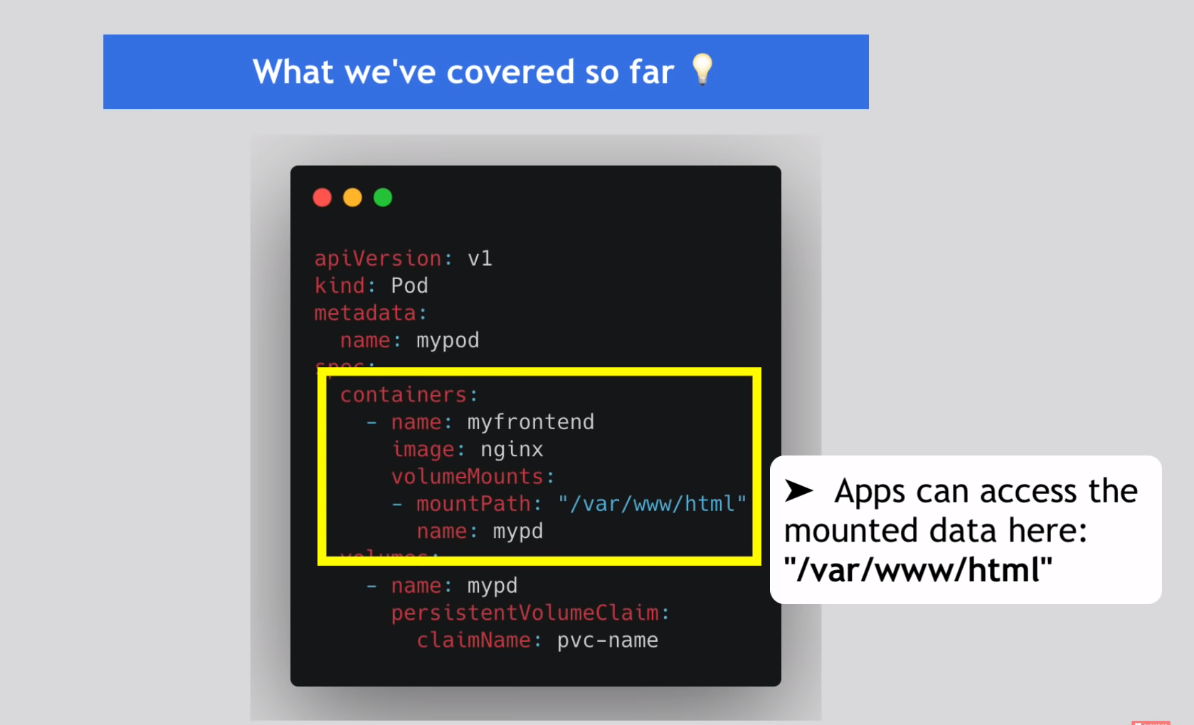 What we've covered so far 💡
apiVersion: v1
kind: Pod
metadata:
  name: mypod
spec:
  containers:
    - name: myfrontend
      image: nginx
      volumeMounts:
      - mountPath: "/var/www/html"
        name: mypd
  volumes:
    - name: mypd
      persistentVolumeClaim:
        claimName: pvc-name
➤ Apps can access the
mounted data here:
"/var/www/html"